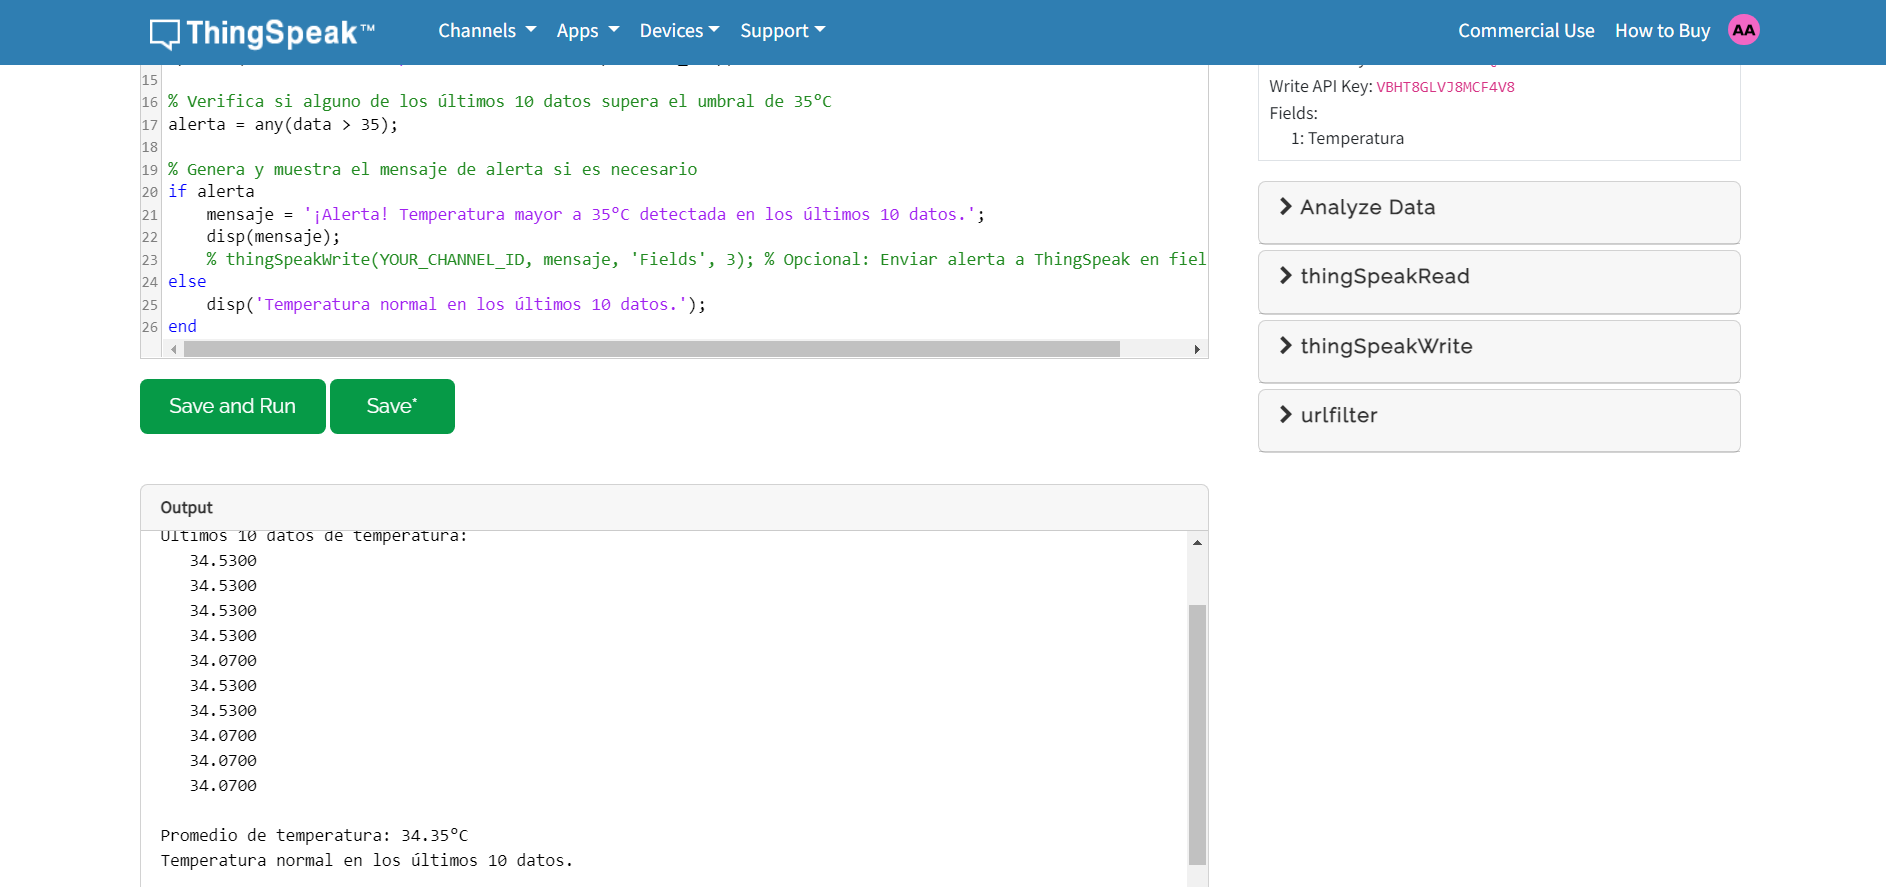 ThingSpeak™ Channels Apps Devices Support Commercial Use How to Buy AA
15
16 % Verifica si alguno de los últimos 10 datos supera el umbral de 35ºC
17 alerta = any(data > 35);
18
19 % Genera y muestra el mensaje de alerta si es necesario
20 if alerta
21 mensaje = '¡Alerta! Temperatura mayor a 35ºC detectada en los últimos 10 datos.';
22 disp(mensaje);
23 % thingSpeakWrite(YOUR_CHANNEL_ID, mensaje, 'Fields', 3); % Opcional: Enviar alerta a ThingSpeak en fiel
24 else
25 disp('Temperatura normal en los últimos 10 datos.');
26 end
Save and Run Save*
Output
Últimos 10 datos de temperatura:
34.5300
34.5300
34.5300
34.5300
34.0700
34.5300
34.5300
34.0700
34.0700
34.0700
Promedio de temperatura: 34.35ºC
Temperatura normal en los últimos 10 datos.
Write API Key: VBHT8GLVJ8MCF4V8
Fields:
1: Temperatura
Analyze Data
thingSpeakRead
thingSpeakWrite
urlfilter